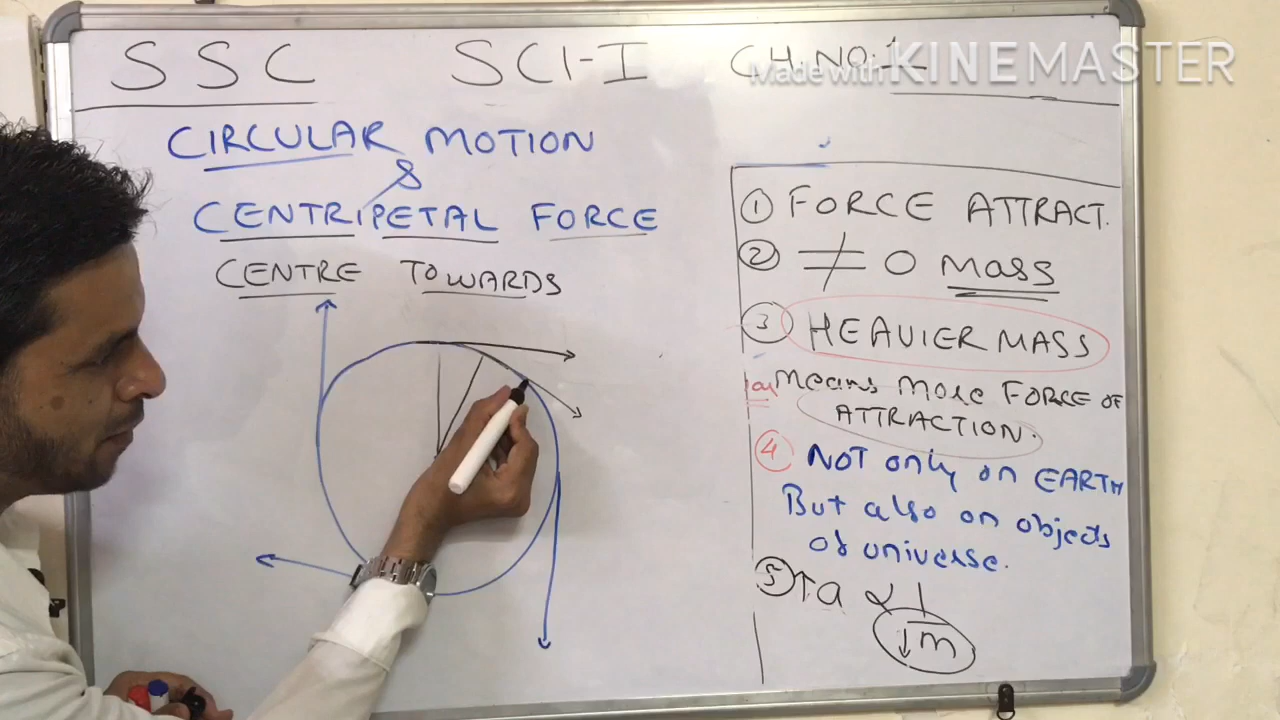 SSC SCI-I CH.NO:1
Made with KINEMASTER
CIRCULAR MOTION
&
CENTRIPETAL FORCE
CENTRE TOWARDS
① FORCE ATTRACT.
② ≠ 0 Mass
③ HEAVIER MASS
Means More FORCE OF
ATTRACTION.
④ NOT only on EARTH
But also on objects
of universe.
⑤ ↑a ∝ 1
↓m